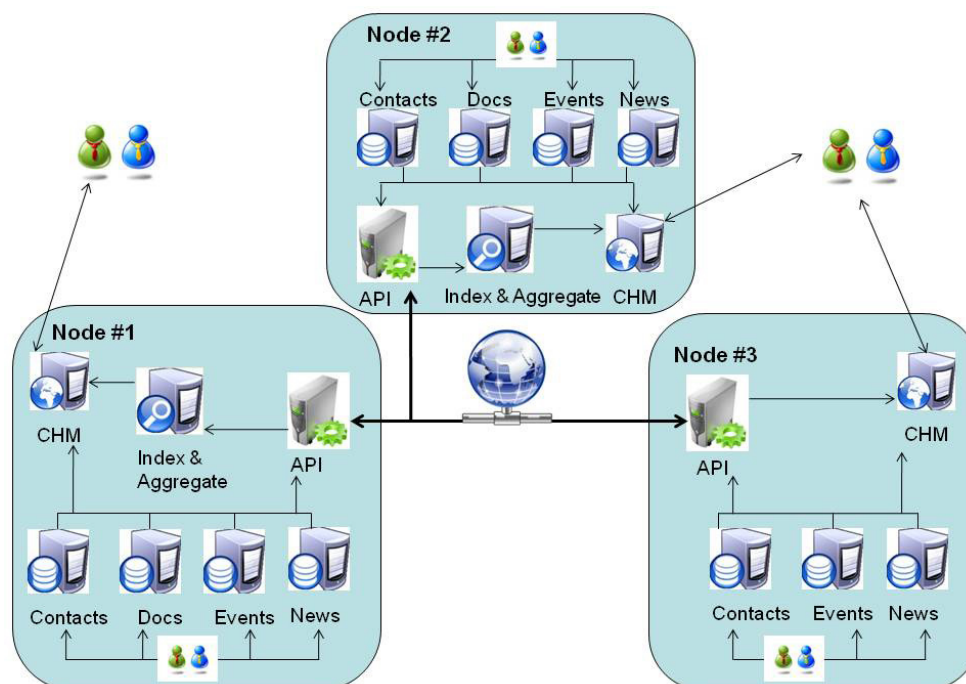 Node #2
Contacts Docs Events News
API Index & Aggregate CHM
Node #1
CHM
Index &
Aggregate
API
Contacts Docs Events News
Node #3
API
CHM
Contacts Events News